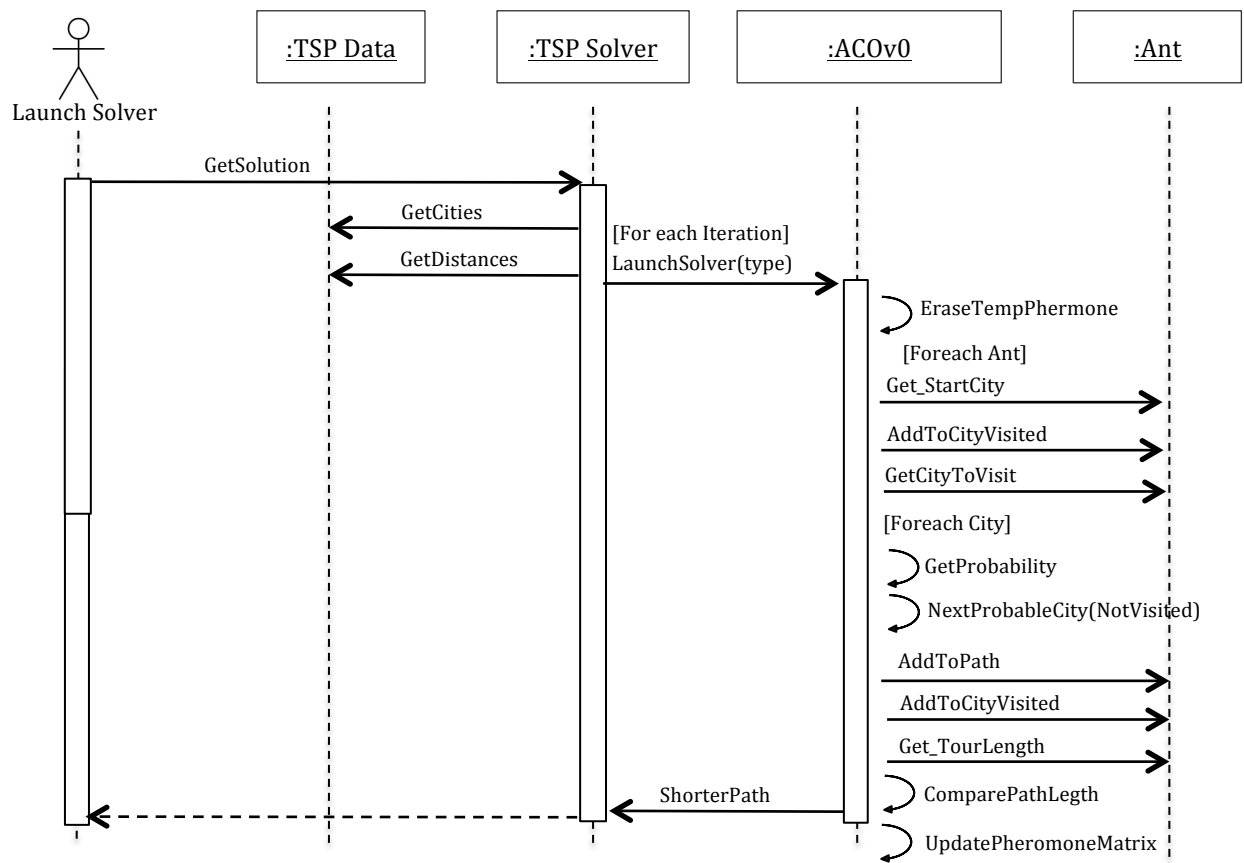 :TSP Data
:TSP Solver
:ACOv0
:Ant
Launch Solver
GetSolution
GetCities
[For each Iteration]
GetDistances
LaunchSolver(type)
EraseTempPhermone
[Foreach Ant]
Get_StartCity
AddToCityVisited
GetCityToVisit
[Foreach City]
GetProbability
NextProbableCity(NotVisited)
AddToPath
AddToCityVisited
Get_TourLength
ShorterPath
ComparePathLegth
UpdatePheromoneMatrix